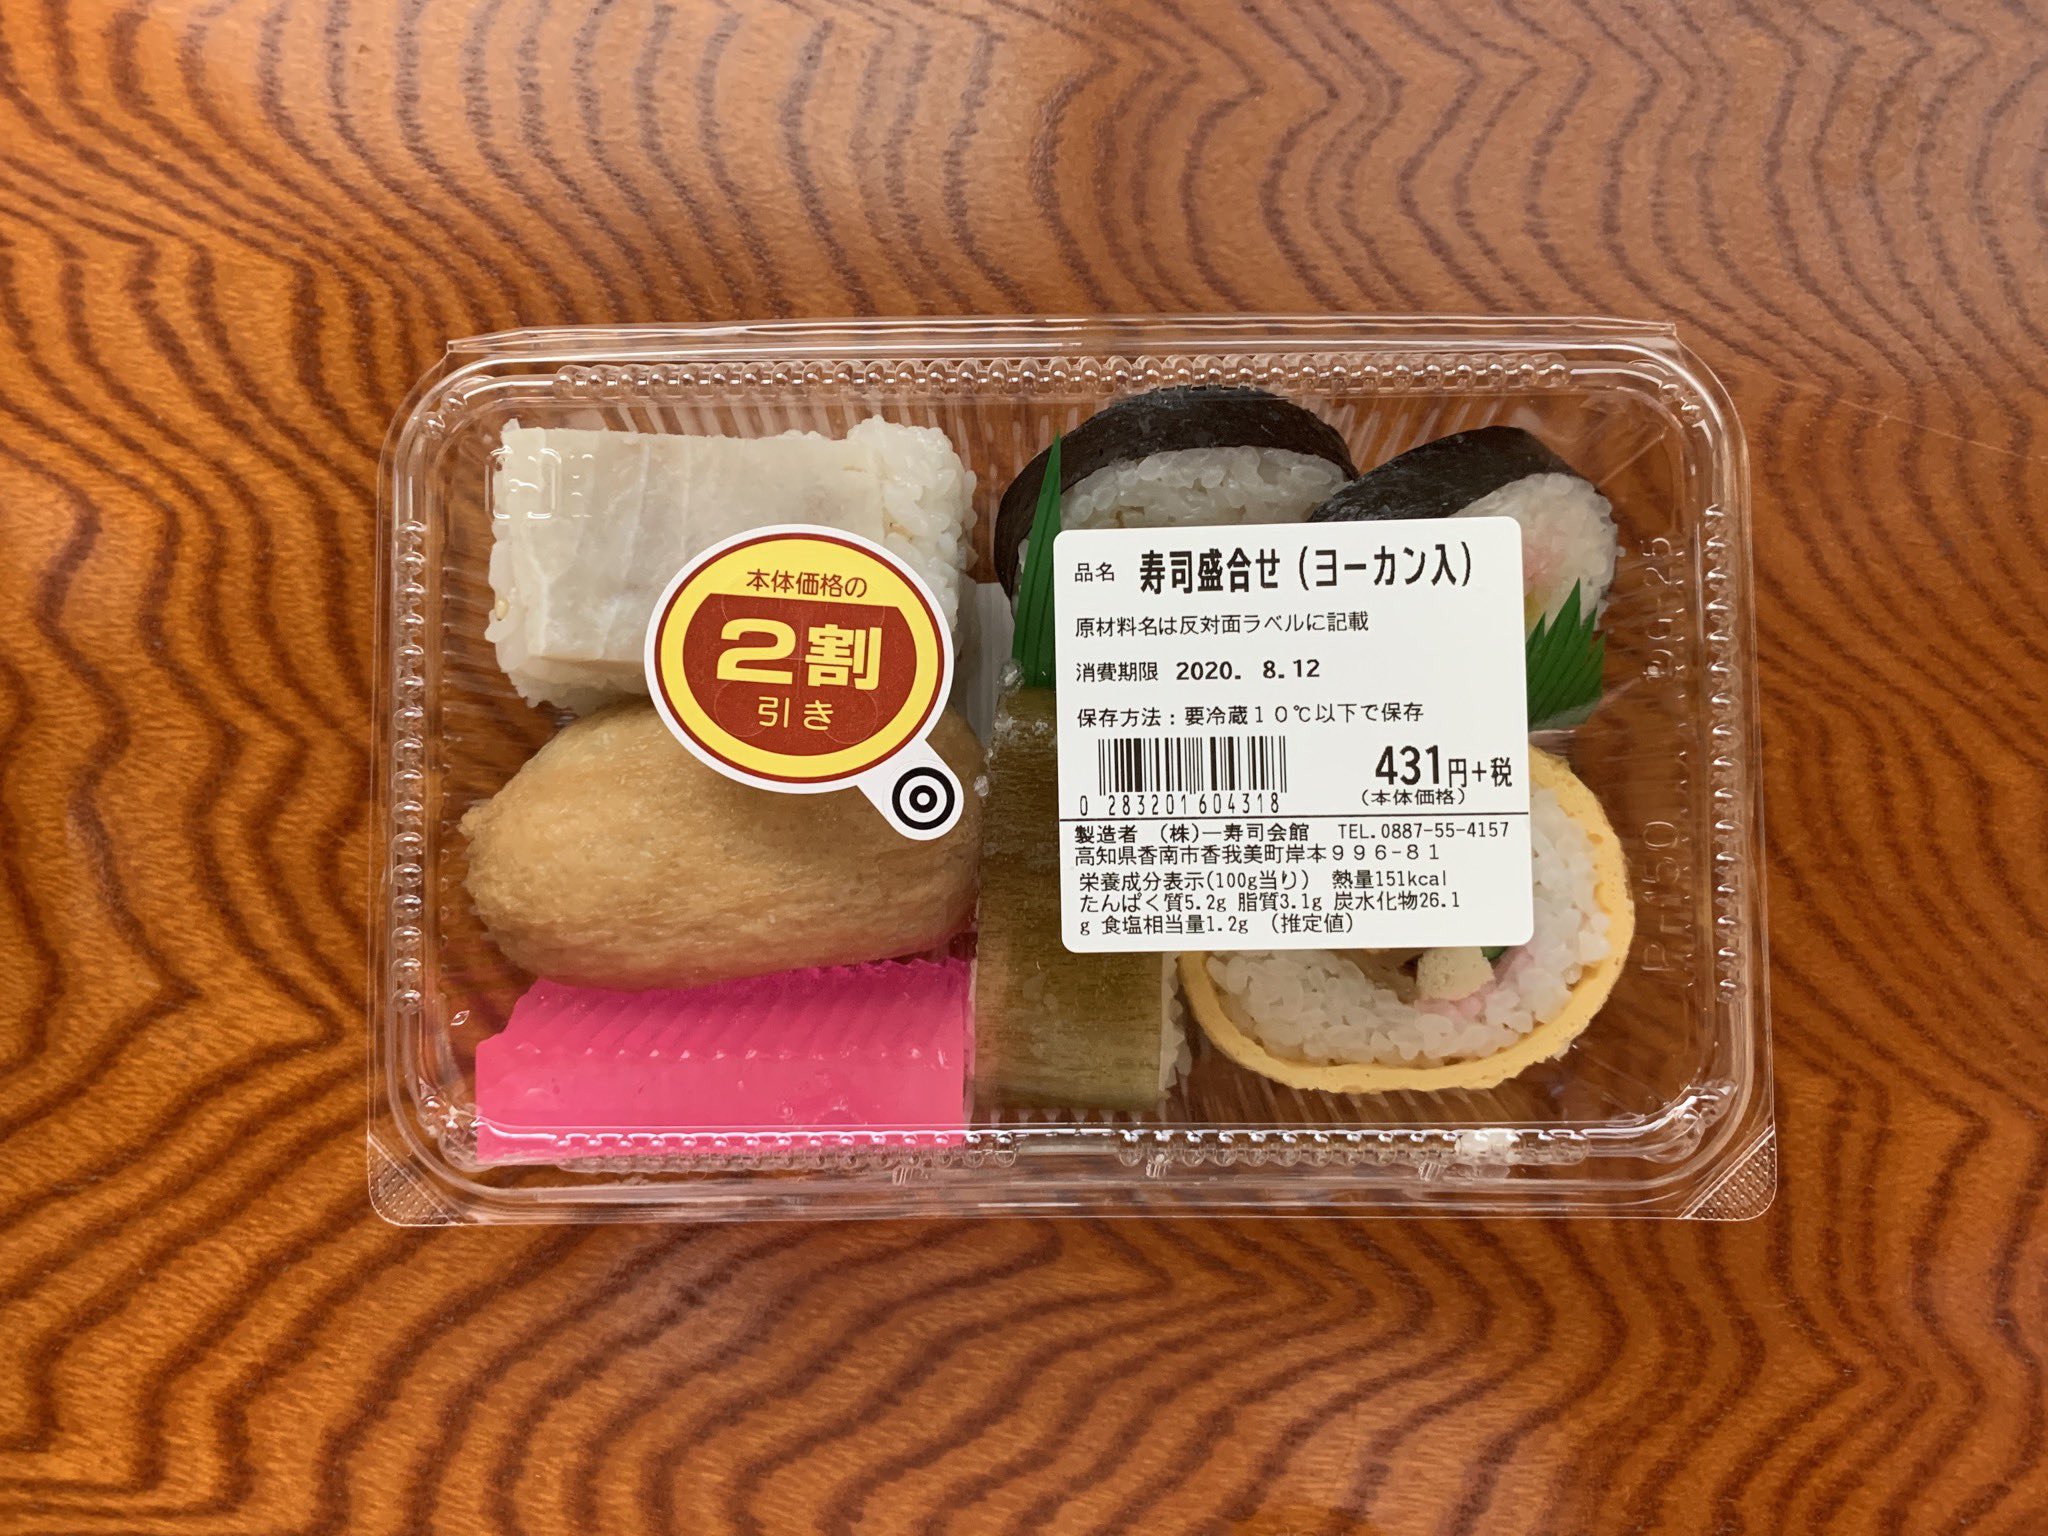 本体価格の
2割
引き
品名 寿司盛合せ(ヨーカン入)
原材料名は反対面ラベルに記載
消費期限 2020. 8.12
保存方法:要冷蔵10℃以下で保存
431円+税
(本体価格)
0 283201604318
製造者 (株)一寿司会館 TEL.0887-55-4157
高知県香南市香我美町岸本996-81
栄養成分表示(100g当り) 熱量151kcal
たんぱく質5.2g 脂質3.1g 炭水化物26.1
g 食塩相当量1.2g (推定値)